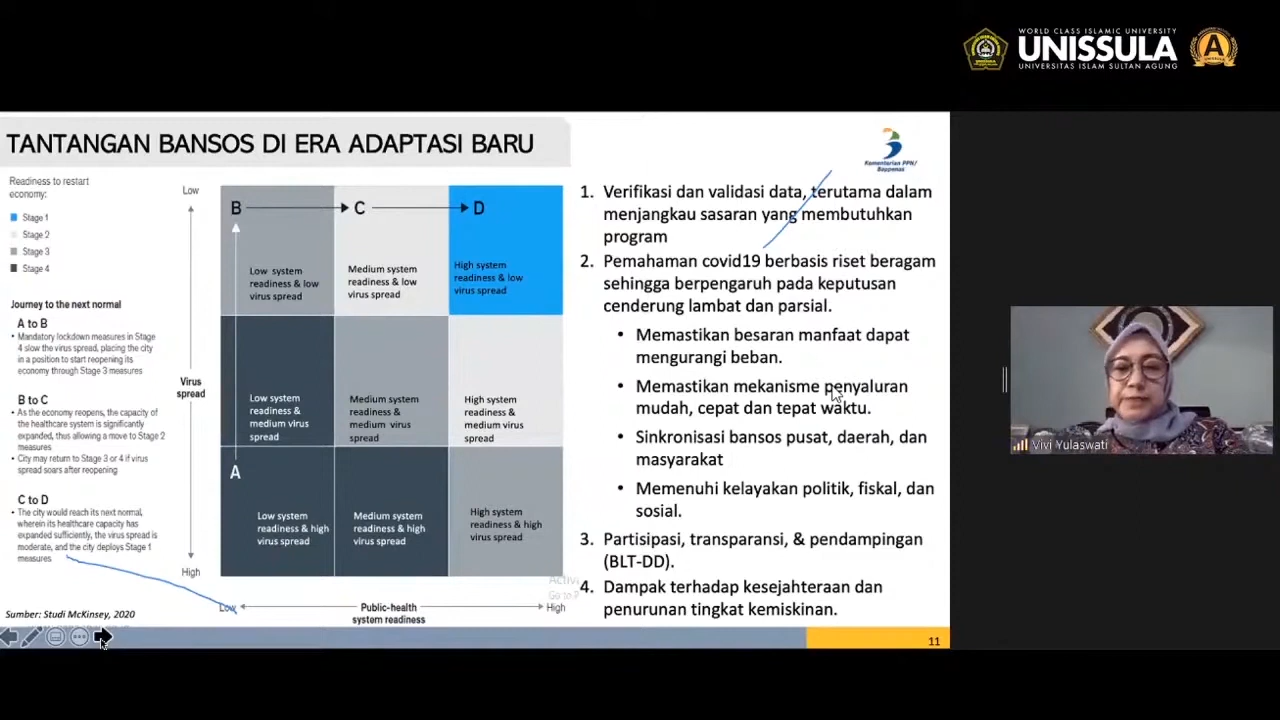 WORLD CLASS ISLAMIC UNIVERSITY
UNISSULA
UNIVERSITAS ISLAM SULTAN AGUNG
A
TANTANGAN BANSOS DI ERA ADAPTASI BARU
Kementerian PPN/
Bappenas
Readiness to restart
economy:
Stage 1
Stage 2
Stage 3
Stage 4
Journey to the next normal
A to B
• Mandatory lockdown measures in Stage
4 slow the virus spread, placing the city
in a position to start reopening its
economy through Stage 3 measures
B to C
• As the economy reopens, the capacity of
the healthcare system is significantly
expanded, thus allowing a move to Stage 2
measures
• City may return to Stage 3 or 4 if virus
spread soars after reopening
C to D
• The city would reach its next normal,
wherein its healthcare capacity has
expanded sufficiently, the virus spread is
moderate, and the city deploys Stage 1
measures
Sumber: Studi McKinsey, 2020
Low
Virus
spread
High
B
C
D
Low system
readiness & low
virus spread
Medium system
readiness & low
virus spread
High system
readiness & low
virus spread
Low system
readiness &
medium virus
spread
Medium system
readiness &
medium virus
spread
High system
readiness &
medium virus
spread
A
Low system
readiness & high
virus spread
Medium system
readiness & high
virus spread
High system
readiness & high
virus spread
Low
Public-health
system readiness
High
1. Verifikasi dan validasi data, terutama dalam
menjangkau sasaran yang membutuhkan
program
2. Pemahaman covid19 berbasis riset beragam
sehingga berpengaruh pada keputusan
cenderung lambat dan parsial.
• Memastikan besaran manfaat dapat
mengurangi beban.
• Memastikan mekanisme penyaluran
mudah, cepat dan tepat waktu.
• Sinkronisasi bansos pusat, daerah, dan
masyarakat
• Memenuhi kelayakan politik, fiskal, dan
sosial.
3. Partisipasi, transparansi, & pendampingan
(BLT-DD).
4. Dampak terhadap kesejahteraan dan
penurunan tingkat kemiskinan.
11
Vivi Yulaswati